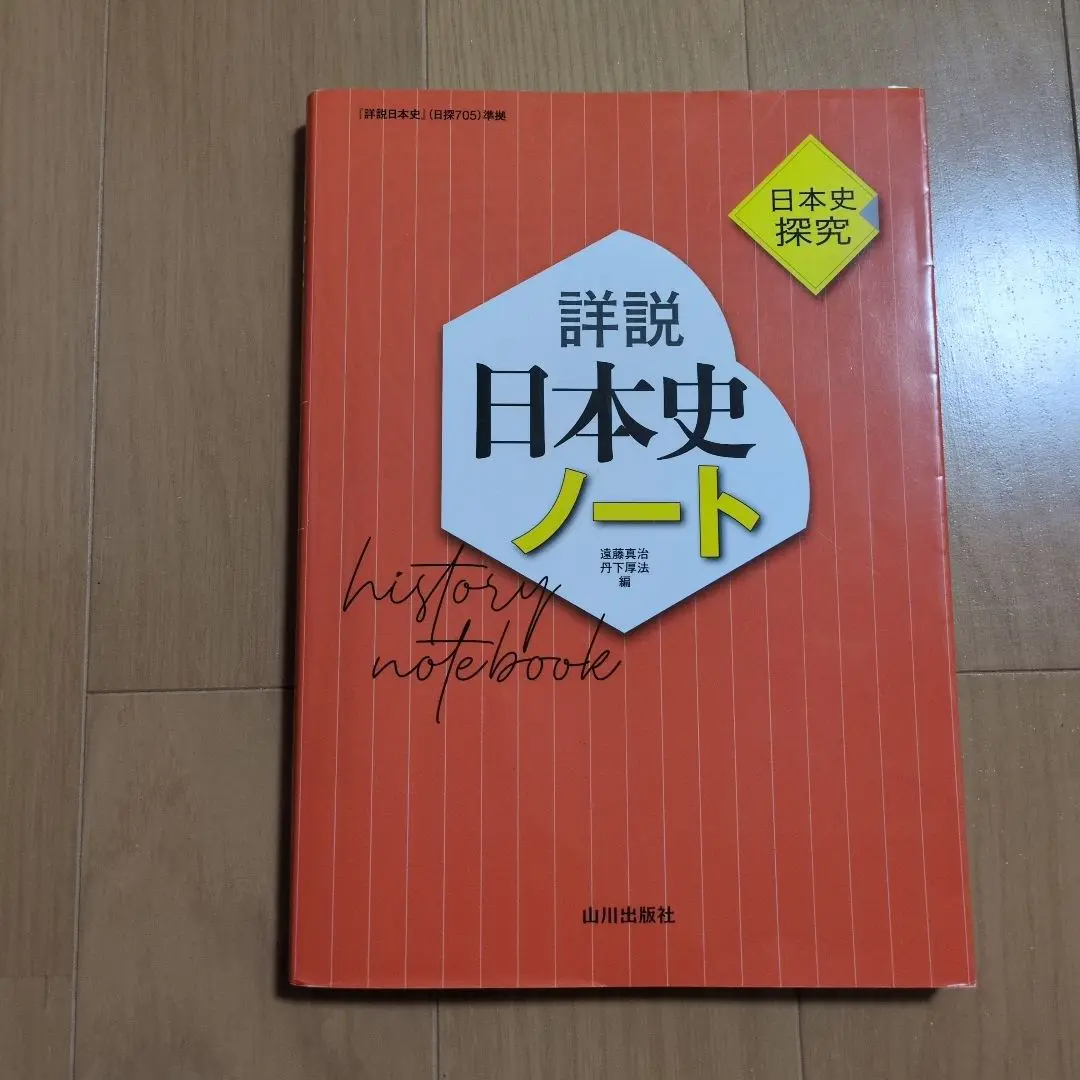 『詳説日本史』(日探705)準拠
日本史
探究
詳説
日本史
ノート
遠藤真治
丹下厚法
編
history
notebook
山川出版社